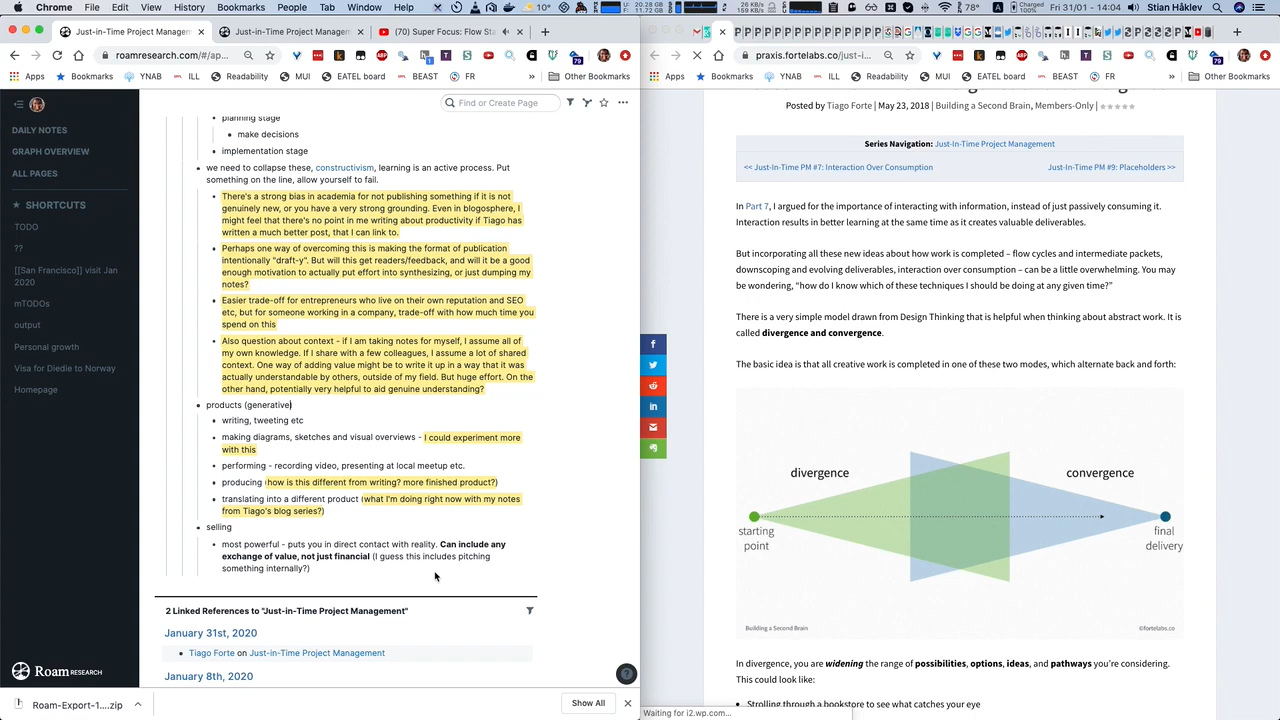 Chrome File Edit View History Bookmarks People Tab Window Help
10° U: 20.28 GB F: 11.72 GB 26 KB/s 159 KB/s 78° Charged 100% Fri 31/01 - 14:04 Stian Håklev
Just-in-Time Project Managem
Just-in-Time Project Managem
(70) Super Focus: Flow Sta
roamresearch.com/#/ap...
praxis.fortelabs.co/just-i...
Apps Bookmarks YNAB ILL Readability MUI EATEL board BEAST FR » Other Bookmarks
Apps Bookmarks YNAB ILL Readability MUI EATEL board BEAST FR » Other Bookmarks
DAILY NOTES
GRAPH OVERVIEW
ALL PAGES
SHORTCUTS
TODO
??
[[San Francisco]] visit Jan
2020
mTODOs
output
Personal growth
Visa for Diedie to Norway
Homepage
Roam RESEARCH
Find or Create Page
planning stage
make decisions
implementation stage
we need to collapse these, constructivism, learning is an active process. Put
something on the line, allow yourself to fail.
There's a strong bias in academia for not publishing something if it is not
genuinely new, or you have a very strong grounding. Even in blogosphere, I
might feel that there's no point in me writing about productivity if Tiago has
written a much better post, that I can link to.
Perhaps one way of overcoming this is making the format of publication
intentionally "draft-y". But will this get readers/feedback, and will it be a good
enough motivation to actually put effort into synthesizing, or just dumping my
notes?
Easier trade-off for entrepreneurs who live on their own reputation and SEO
etc, but for someone working in a company, trade-off with how much time you
spend on this
Also question about context - if I am taking notes for myself, I assume all of
my own knowledge. If I share with a few colleagues, I assume a lot of shared
context. One way of adding value might be to write it up in a way that it was
actually understandable by others, outside of my field. But huge effort. On the
other hand, potentially very helpful to aid genuine understanding?
products (generative)
writing, tweeting etc
making diagrams, sketches and visual overviews - I could experiment more
with this
performing - recording video, presenting at local meetup etc.
producing (how is this different from writing? more finished product?)
translating into a different product (what I'm doing right now with my notes
from Tiago's blog series?)
selling
most powerful - puts you in direct contact with reality. Can include any
exchange of value, not just financial (I guess this includes pitching
something internally?)
2 Linked References to "Just-in-Time Project Management"
January 31st, 2020
Tiago Forte on Just-in-Time Project Management
January 8th, 2020
Roam-Export-1....zip
Show All
Posted by Tiago Forte | May 23, 2018 | Building a Second Brain, Members-Only |
Series Navigation: Just-In-Time Project Management
<< Just-In-Time PM #7: Interaction Over Consumption Just-In-Time PM #9: Placeholders >>
In Part 7, I argued for the importance of interacting with information, instead of just passively consuming it.
Interaction results in better learning at the same time as it creates valuable deliverables.
But incorporating all these new ideas about how work is completed – flow cycles and intermediate packets,
downscoping and evolving deliverables, interaction over consumption – can be a little overwhelming. You may
be wondering, “how do I know which of these techniques I should be doing at any given time?”
There is a very simple model drawn from Design Thinking that is helpful when thinking about abstract work. It is
called divergence and convergence.
The basic idea is that all creative work is completed in one of these two modes, which alternate back and forth:
divergence
convergence
starting
point
final
delivery
Building a Second Brain
©fortelabs.co
In divergence, you are widening the range of possibilities, options, ideas, and pathways you’re considering.
This could look like:
Strolling through a bookstore to see what catches your eye
Waiting for i2.wp.com...